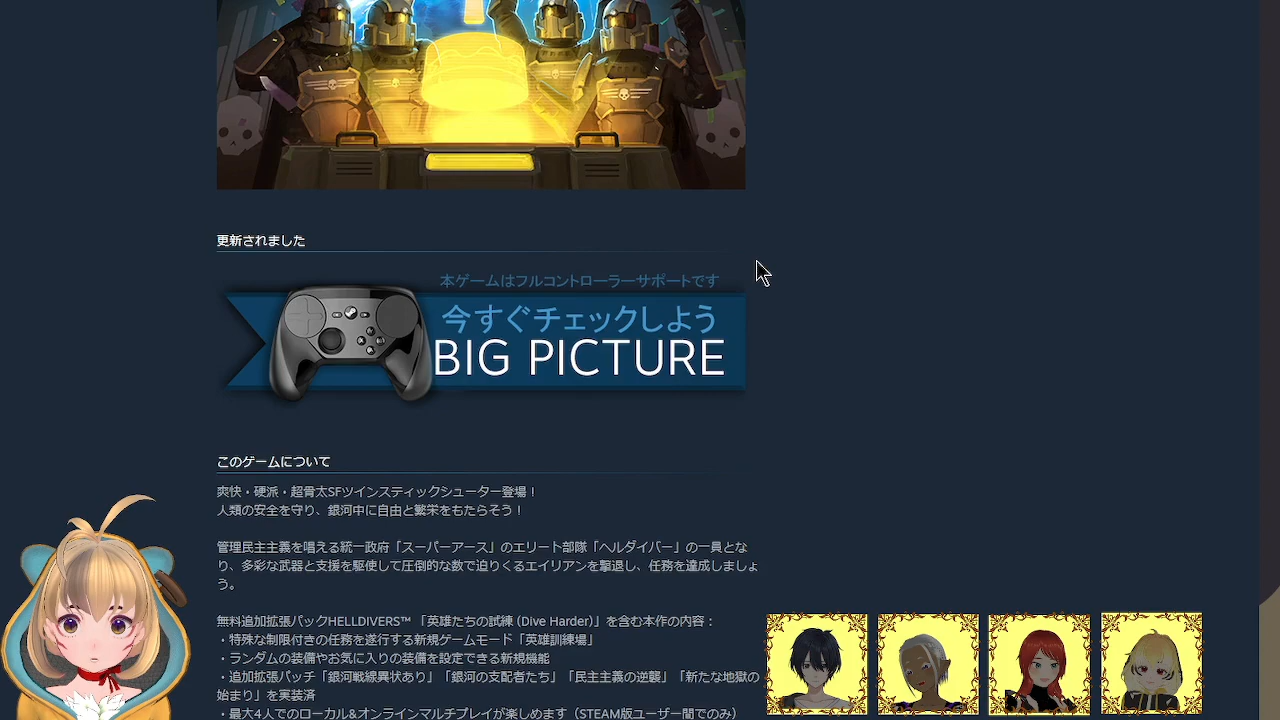 更新されました
本ゲームはフルコントローラーサポートです
今すぐチェックしよう
BIG PICTURE
このゲームについて
爽快・硬派・超骨太SFツインスティックシューター登場！
人類の安全を守り、銀河中に自由と繁栄をもたらそう！
管理民主主義を唱える統一政府「スーパーアース」のエリート部隊「ヘルダイバー」の一員とな
り、多彩な武器と支援を駆使して圧倒的な数で迫りくるエイリアンを撃退し、任務を達成しましょ
う。
無料追加拡張パックHELLDIVERS™「英雄たちの試練 (Dive Harder)」を含む本作の内容：
・特殊な制限付きの任務を遂行する新規ゲームモード「英雄訓練場」
・ランダムの装備やお気に入りの装備を設定できる新規機能
・追加拡張パッチ「銀河戦線異状あり」「銀河の支配者たち」「民主主義の逆襲」「新たな地獄の
始まり」を実装済
・最大4人でのローカル&オンラインマルチプレイが楽しめます（STEAM版ユーザー間でのみ）